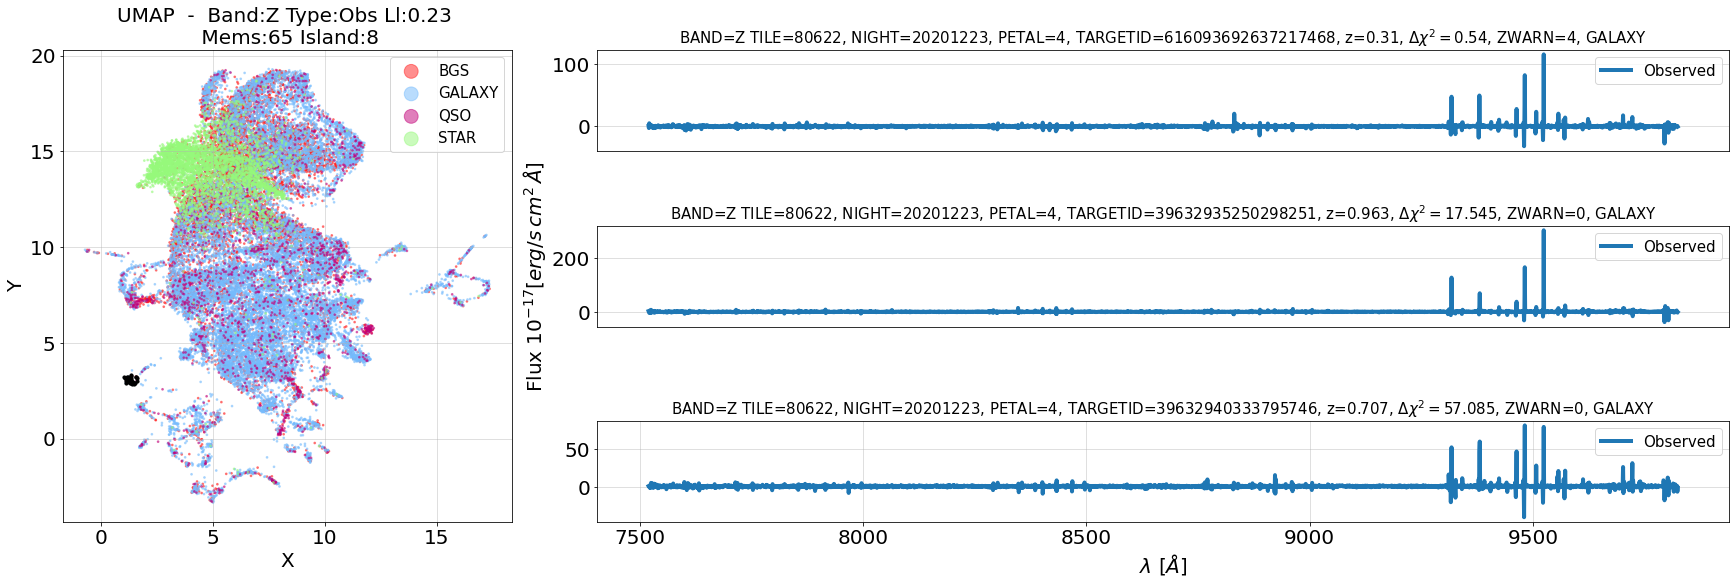 UMAP - Band:Z Type:Obs Ll:0.23
Mems:65 Island:8
20
15
10
5
0
Y
0
5
10
15
X
BGS
GALAXY
QSO
STAR
Flux 10⁻¹⁷[erg/s cm² Å]
BAND=Z TILE=80622, NIGHT=20201223, PETAL=4, TARGETID=616093692637217468, z=0.31, Δχ² = 0.54, ZWARN=4, GALAXY
100
0
Observed
BAND=Z TILE=80622, NIGHT=20201223, PETAL=4, TARGETID=39632935250298251, z=0.963, Δχ² = 17.545, ZWARN=0, GALAXY
200
0
Observed
BAND=Z TILE=80622, NIGHT=20201223, PETAL=4, TARGETID=39632940333795746, z=0.707, Δχ² = 57.085, ZWARN=0, GALAXY
50
0
Observed
7500
8000
8500
9000
9500
λ [Å]